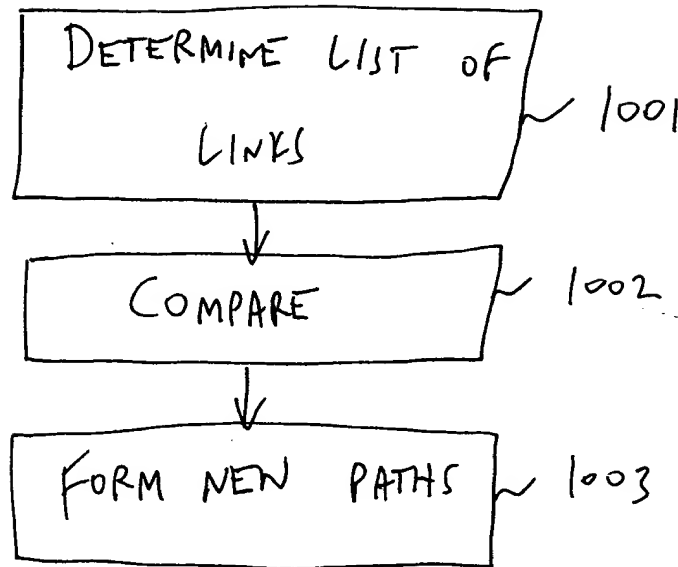 DETERMINE LIST OF
LINKS
1001
COMPARE
1002
FORM NEW PATHS
1003